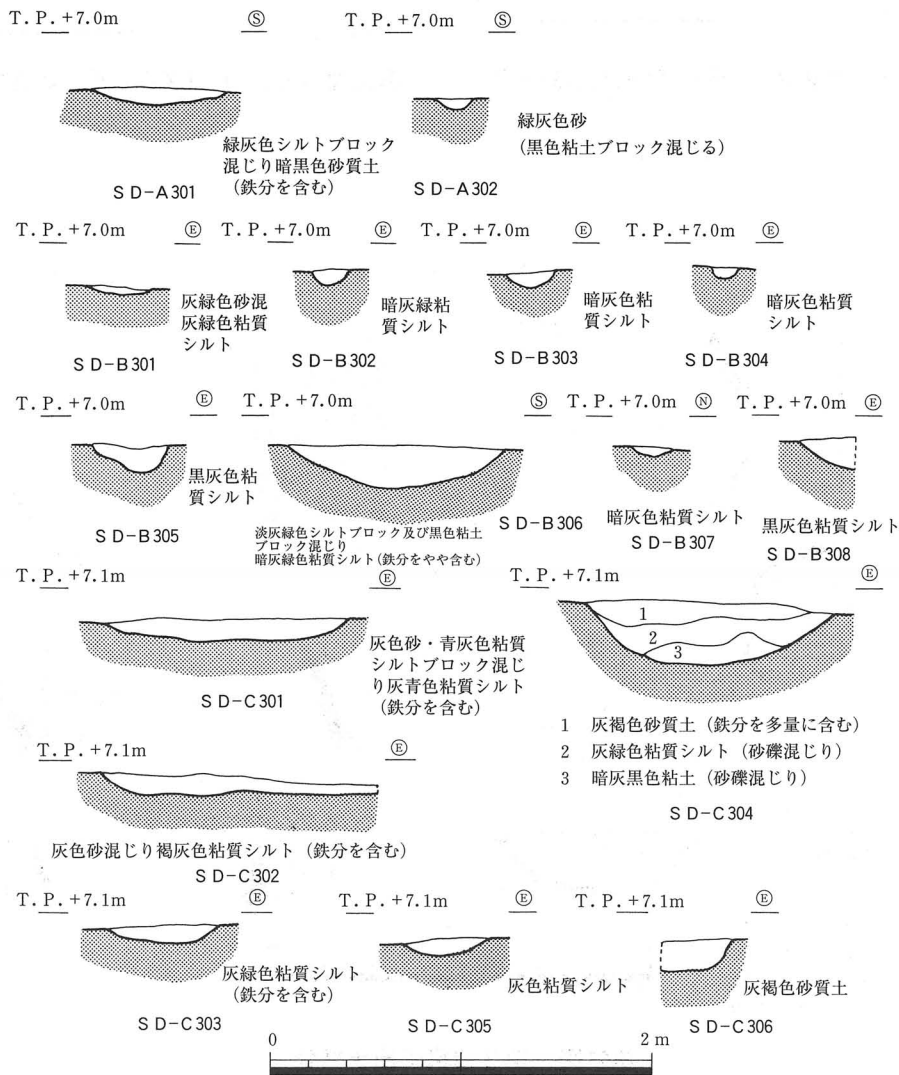 T.P.+7.0m Ⓢ T.P.+7.0m Ⓢ
緑灰色シルトブロック
混じり暗黒色砂質土
(鉄分を含む)
SD-A301
緑灰色砂
(黒色粘土ブロック混じる)
SD-A302
T.P.+7.0m Ⓔ T.P.+7.0m Ⓔ T.P.+7.0m Ⓔ T.P.+7.0m Ⓔ
灰緑色砂混
灰緑色粘質
シルト
SD-B301
暗灰緑粘
質シルト
SD-B302
暗灰色粘
質シルト
SD-B303
暗灰色粘
質シルト
SD-B304
T.P.+7.0m Ⓔ T.P.+7.0m Ⓢ T.P.+7.0m Ⓝ T.P.+7.0m Ⓔ
黒灰色粘
質シルト
SD-B305
淡灰緑色シルトブロック及び黒色粘土
ブロック混じり
暗灰緑色粘質シルト(鉄分をやや含む)
SD-B306
暗灰色粘質シルト
SD-B307
黒灰色粘質シルト
SD-B308
T.P.+7.1m Ⓔ T.P.+7.1m Ⓔ
灰色砂・青灰色粘質
シルトブロック混じ
り灰青色粘質シルト
(鉄分を含む)
SD-C301
1
2
3
1 灰褐色砂質土(鉄分を多量に含む)
2 灰緑色粘質シルト(砂礫混じり)
3 暗灰黒色粘土(砂礫混じり)
SD-C304
T.P.+7.1m Ⓔ
灰色砂混じり褐灰色粘質シルト(鉄分を含む)
SD-C302
T.P.+7.1m Ⓔ T.P.+7.1m Ⓔ T.P.+7.1m Ⓔ
灰緑色粘質シルト
(鉄分を含む)
SD-C303
灰色粘質シルト
SD-C305
灰褐色砂質土
SD-C306
0 2m